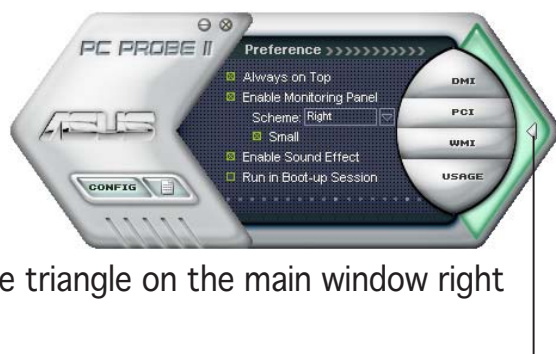 PC PROBE II
Preference
Always on Top
Enable Monitoring Panel
Scheme: Right
Small
Enable Sound Effect
Run in Boot-up Session
DMI
PCI
WMI
USAGE
ASUS
CONFIG
e triangle on the main window right